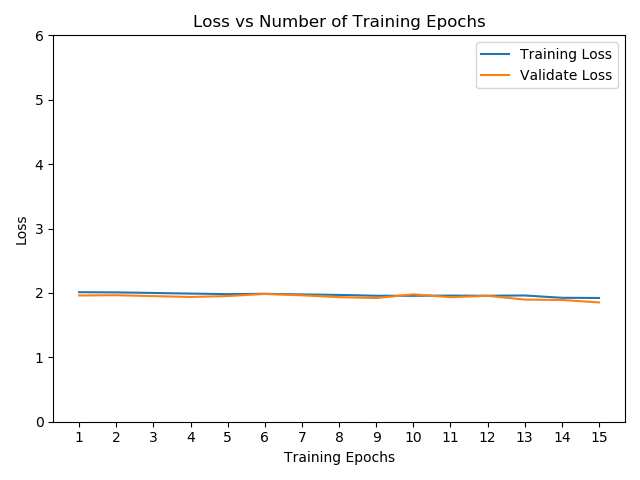 Loss vs Number of Training Epochs
6
Training Loss
Validate Loss
5
4
3
2
1
0
Loss
1 2 3 4 5 6 7 8 9 10 11 12 13 14 15
Training Epochs